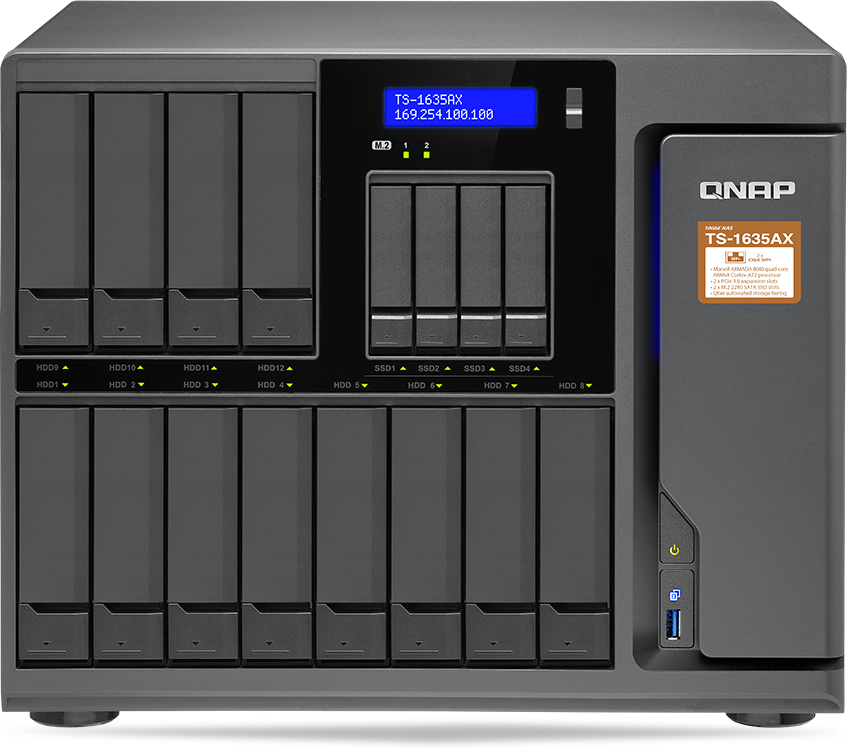 TS-1635AX
169.254.100.100
M.2 1 2
QNAP
10GbE NAS
TS-1635AX
SFP+ 2 x
10GbE SFP+
• Marvell ARMADA 8040 quad-core
ARMv8 Cortex-A72 processor
• 2 x PCIe 3.0 expansion slots
• 2 x M.2 2280 SATA SSD slots
• Qtier automated storage tiering
HDD9 HDD10 HDD11 HDD12 SSD1 SSD2 SSD3 SSD4
HDD1 HDD 2 HDD 3 HDD 4 HDD 5 HDD 6 HDD 7 HDD 8